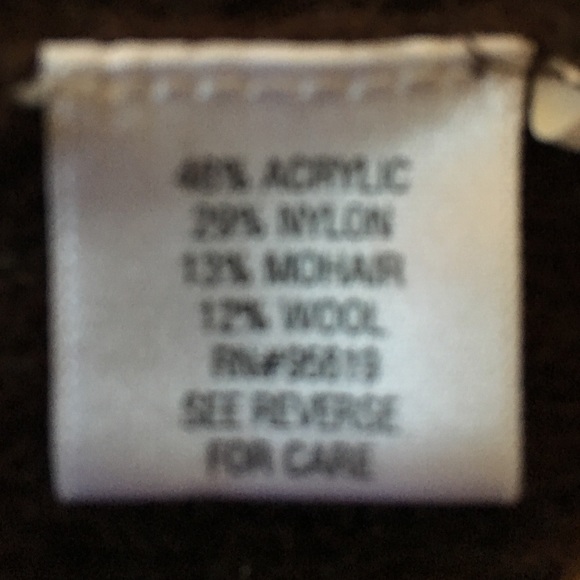 46% ACRYLIC
29% NYLON
13% MOHAIR
12% WOOL
SEE REVERSE
FOR CARE